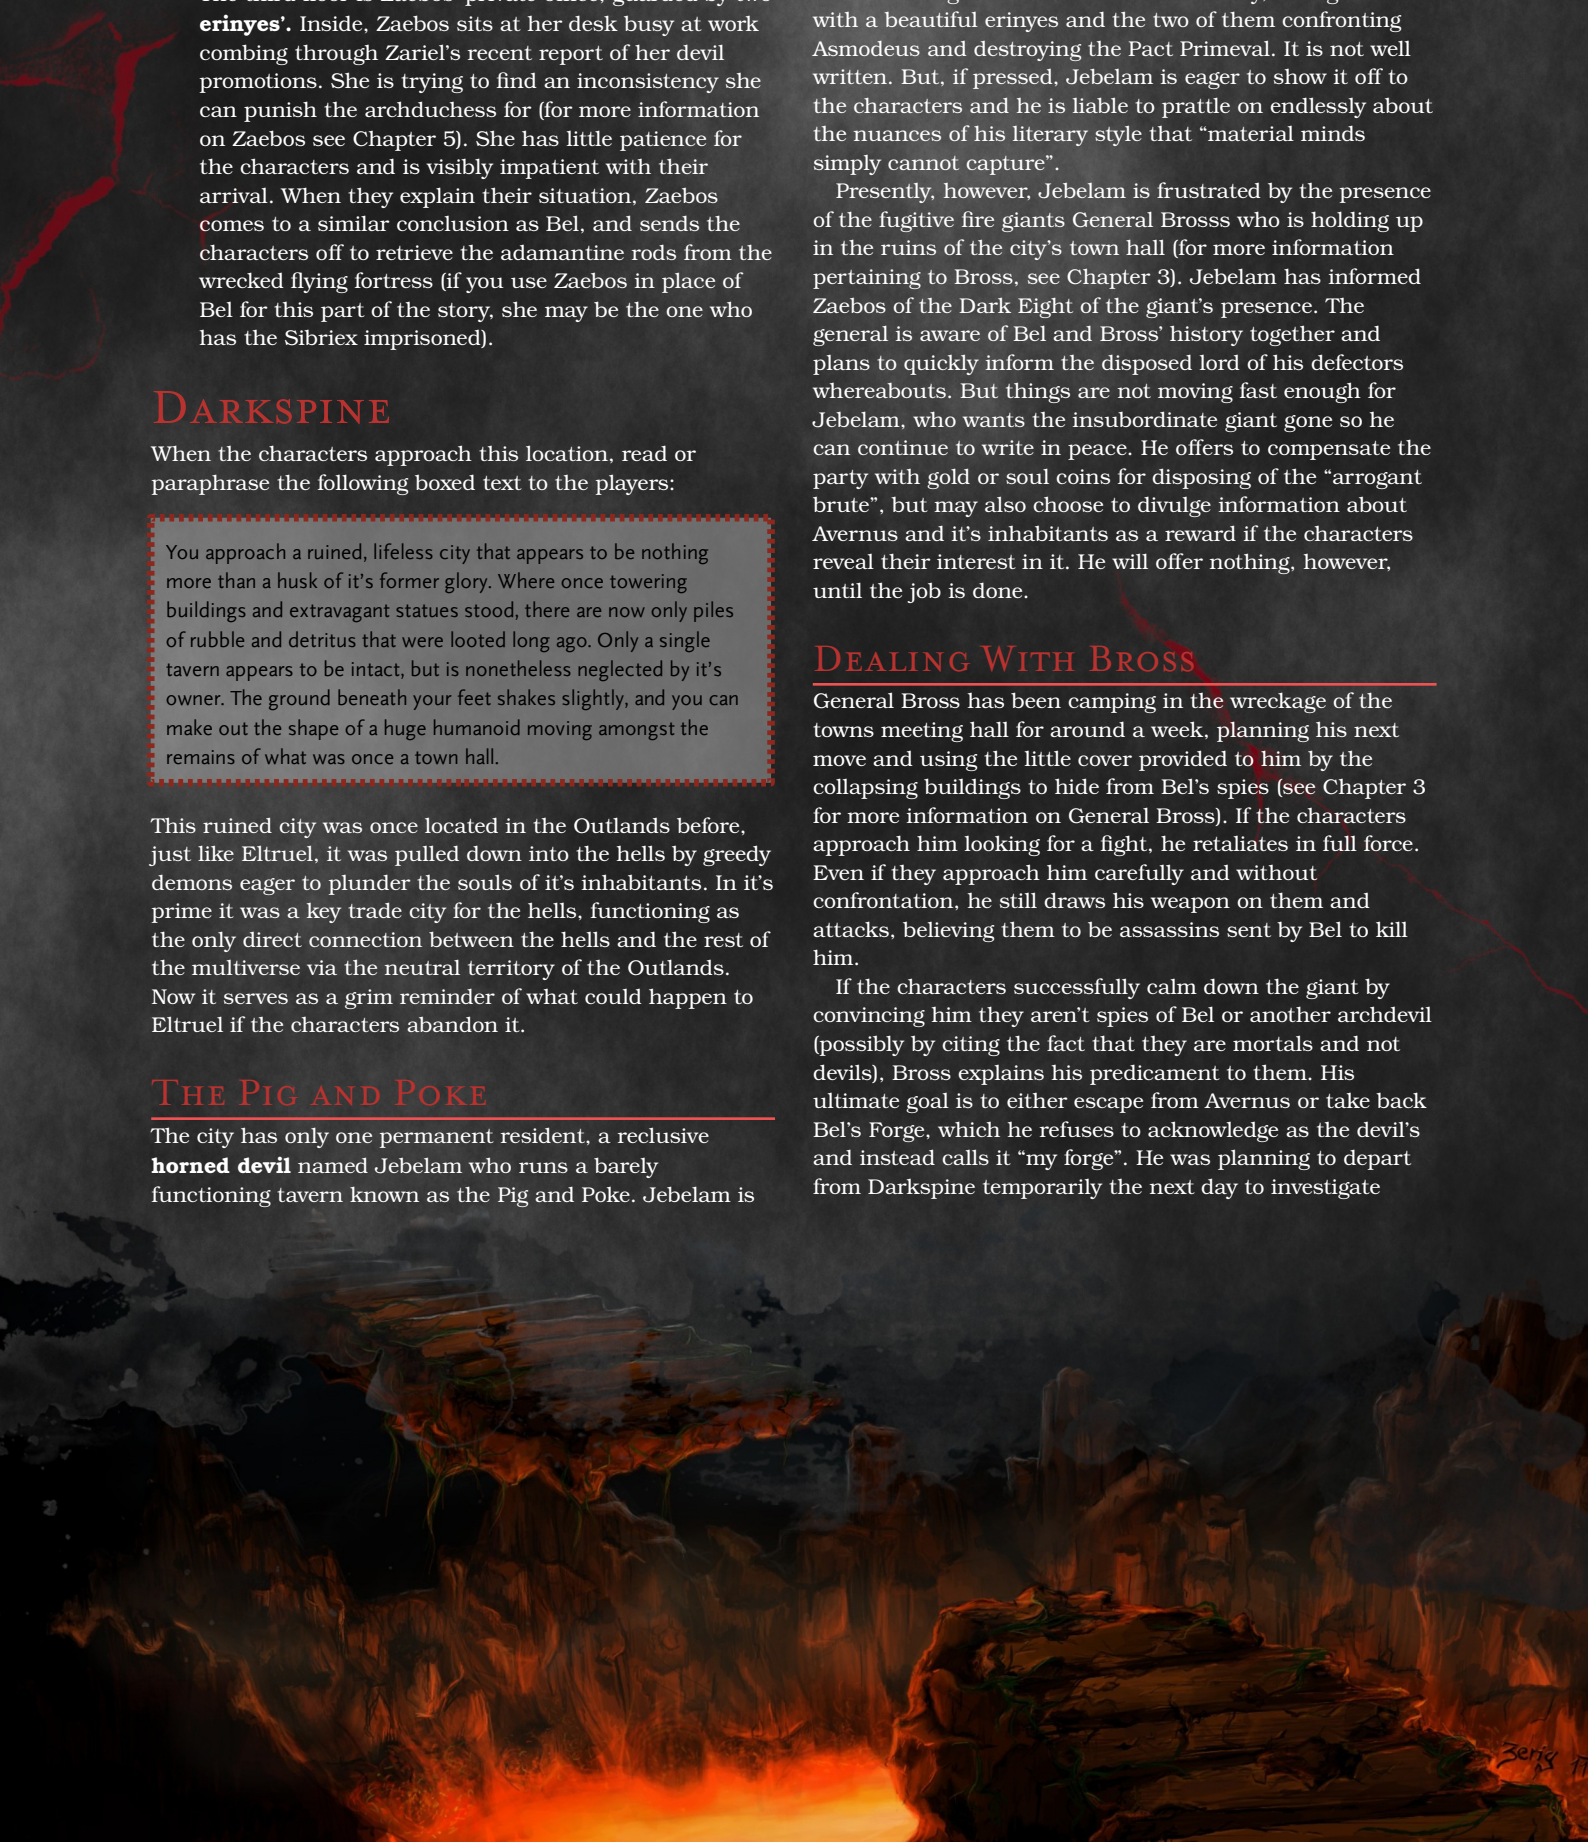 erinyes'. Inside, Zaebos sits at her desk busy at work
combing through Zariel's recent report of her devil
promotions. She is trying to find an inconsistency she
can punish the archduchess for (for more information
on Zaebos see Chapter 5). She has little patience for
the characters and is visibly impatient with their
arrival. When they explain their situation, Zaebos
comes to a similar conclusion as Bel, and sends the
characters off to retrieve the adamantine rods from the
wrecked flying fortress (if you use Zaebos in place of
Bel for this part of the story, she may be the one who
has the Sibriex imprisoned).
DARKSPINE
When the characters approach this location, read or
paraphrase the following boxed text to the players:
You approach a ruined, lifeless city that appears to be nothing
more than a husk of it's former glory. Where once towering
buildings and extravagant statues stood, there are now only piles
of rubble and detritus that were looted long ago. Only a single
tavern appears to be intact, but is nonetheless neglected by it's
owner. The ground beneath your feet shakes slightly, and you can
make out the shape of a huge humanoid moving amongst the
remains of what was once a town hall.
This ruined city was once located in the Outlands before,
just like Eltruel, it was pulled down into the hells by greedy
demons eager to plunder the souls of it's inhabitants. In it's
prime it was a key trade city for the hells, functioning as
the only direct connection between the hells and the rest of
the multiverse via the neutral territory of the Outlands.
Now it serves as a grim reminder of what could happen to
Eltruel if the characters abandon it.
THE PIG AND POKE
The city has only one permanent resident, a reclusive
horned devil named Jebelam who runs a barely
functioning tavern known as the Pig and Poke. Jebelam is
with a beautiful erinyes and the two of them confronting
Asmodeus and destroying the Pact Primeval. It is not well
written. But, if pressed, Jebelam is eager to show it off to
the characters and he is liable to prattle on endlessly about
the nuances of his literary style that “material minds
simply cannot capture”.
Presently, however, Jebelam is frustrated by the presence
of the fugitive fire giants General Brosss who is holding up
in the ruins of the city's town hall (for more information
pertaining to Bross, see Chapter 3). Jebelam has informed
Zaebos of the Dark Eight of the giant's presence. The
general is aware of Bel and Bross' history together and
plans to quickly inform the disposed lord of his defectors
whereabouts. But things are not moving fast enough for
Jebelam, who wants the insubordinate giant gone so he
can continue to write in peace. He offers to compensate the
party with gold or soul coins for disposing of the “arrogant
brute”, but may also choose to divulge information about
Avernus and it's inhabitants as a reward if the characters
reveal their interest in it. He will offer nothing, however,
until the job is done.
DEALING WITH BROSS
General Bross has been camping in the wreckage of the
towns meeting hall for around a week, planning his next
move and using the little cover provided to him by the
collapsing buildings to hide from Bel's spies (see Chapter 3
for more information on General Bross). If the characters
approach him looking for a fight, he retaliates in full force.
Even if they approach him carefully and without
confrontation, he still draws his weapon on them and
attacks, believing them to be assassins sent by Bel to kill
him.
If the characters successfully calm down the giant by
convincing him they aren't spies of Bel or another archdevil
(possibly by citing the fact that they are mortals and not
devils), Bross explains his predicament to them. His
ultimate goal is to either escape from Avernus or take back
Bel's Forge, which he refuses to acknowledge as the devil's
and instead calls it “my forge”. He was planning to depart
from Darkspine temporarily the next day to investigate